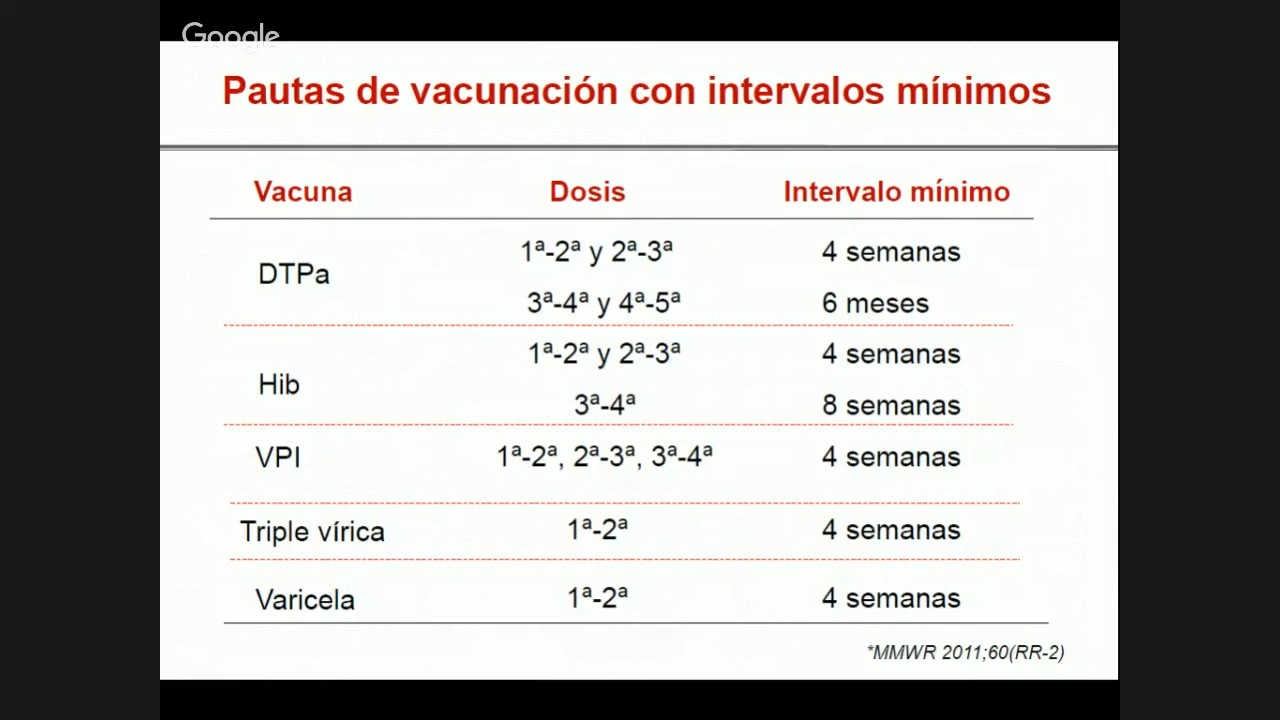 Google
Pautas de vacunación con intervalos mínimos
Vacuna Dosis Intervalo mínimo
DTPa
1ª-2ª y 2ª-3ª 4 semanas
3ª-4ª y 4ª-5ª 6 meses
Hib
1ª-2ª y 2ª-3ª 4 semanas
3ª-4ª 8 semanas
VPI 1ª-2ª, 2ª-3ª, 3ª-4ª 4 semanas
Triple vírica 1ª-2ª 4 semanas
Varicela 1ª-2ª 4 semanas
*MMWR 2011;60(RR-2)